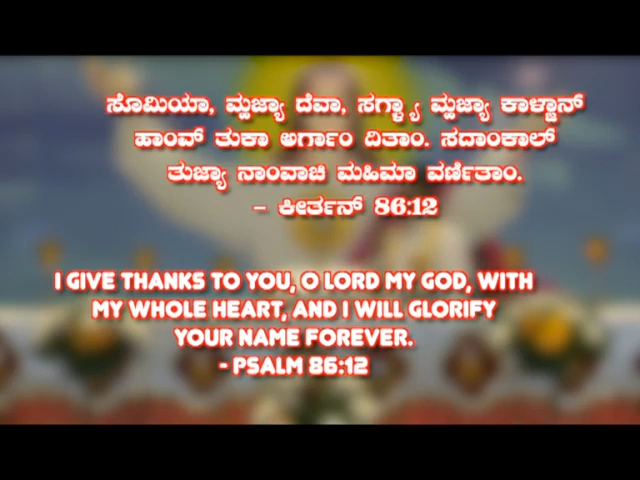 ಸೊಮಿಯಾ, ಮ್ಹಜ್ಯಾ ದೆವಾ, ಸಗ್ಳ್ಯಾ ಮ್ಹಜ್ಯಾ ಕಾಳ್ಜಾನ್
ಹಾಂವ್ ತುಕಾ ಅರ್ಗಾಂ ದಿತಾಂ. ಸದಾಂಕಾಲ್
ತುಜ್ಯಾ ನಾಂವಾಚಿ ಮಹಿಮಾ ವರ್ಣಿತಾಂ.
- ಕೀರ್ತನ್ 86:12
I GIVE THANKS TO YOU, O LORD MY GOD, WITH
MY WHOLE HEART, AND I WILL GLORIFY
YOUR NAME FOREVER.
- PSALM 86:12